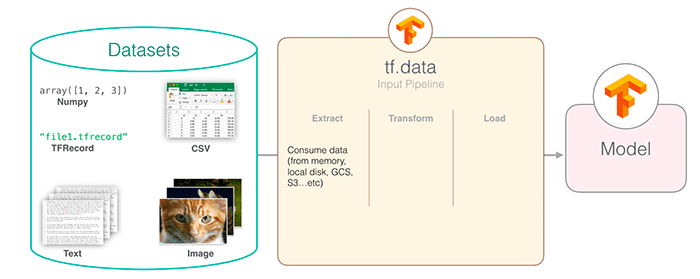 Datasets
array([1, 2, 3])
Numpy
"file1.tfrecord"
TFRecord
CSV
Text
Image
tf.data
Input Pipeline
Extract
Transform
Load
Consume data
(from memory,
local disk, GCS,
S3...etc)
Model